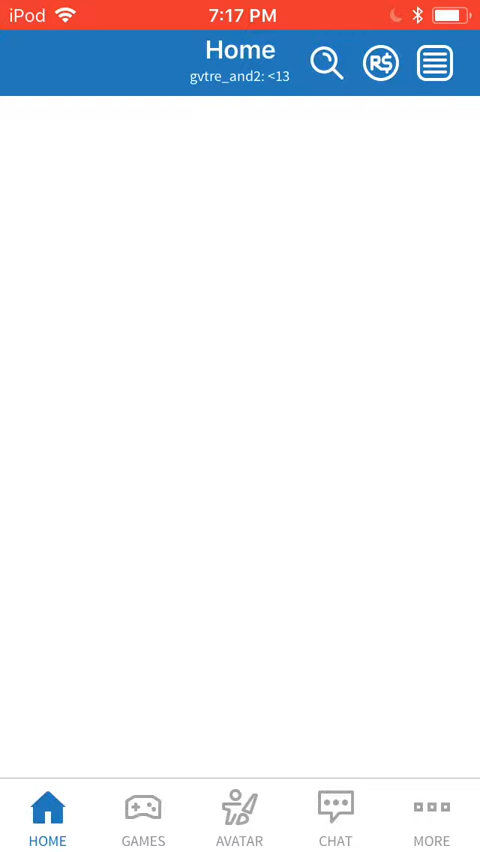 iPod 7:17 PM
Home
gvtre_and2: <13
R$
HOME GAMES AVATAR CHAT MORE